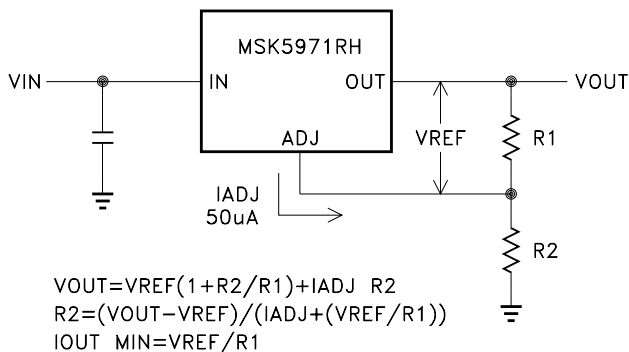 MSK5971RH
VIN
IN
OUT
VOUT
ADJ
VREF
R1
IADJ
50uA
R2
VOUT=VREF(1+R2/R1)+IADJ R2
R2=(VOUT-VREF)/(IADJ+(VREF/R1))
IOUT MIN=VREF/R1